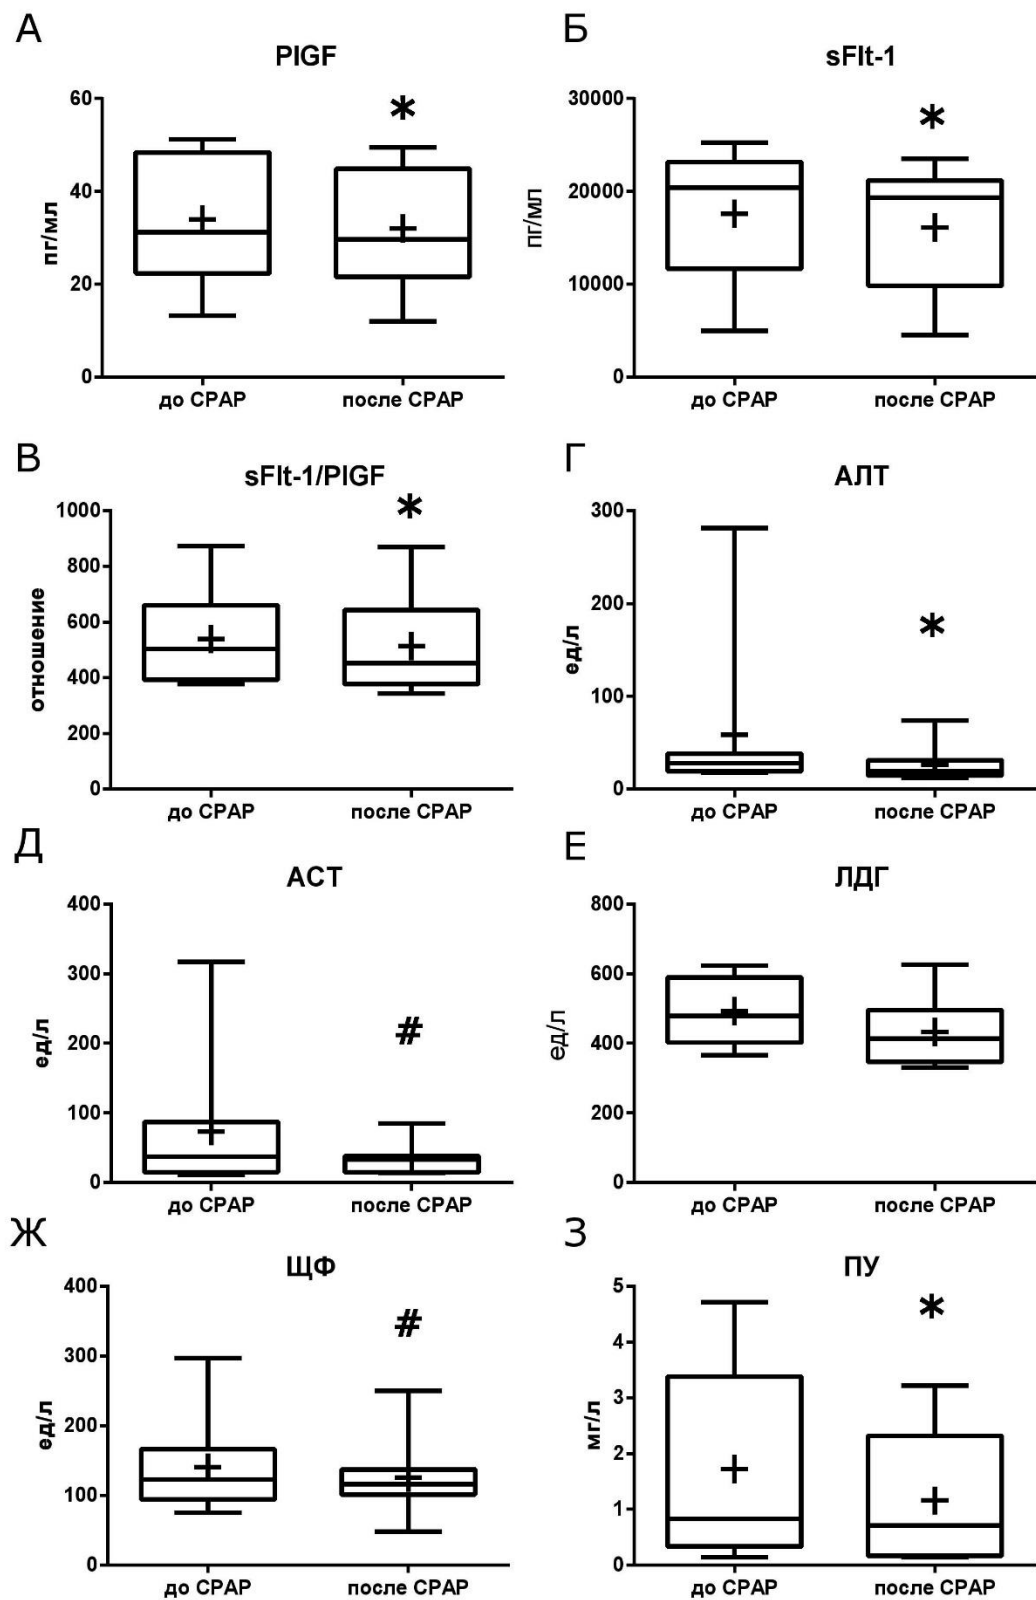 А
PlGF
60
40
20
0
пг/мл
*
до CPAP
после CPAP
Б
sFlt-1
30000
20000
10000
0
пг/мл
*
до CPAP
после CPAP
В
sFlt-1/PlGF
1000
800
600
400
200
0
отношение
*
до CPAP
после CPAP
Г
АЛТ
300
200
100
0
ед/л
*
до CPAP
после CPAP
Д
АСТ
400
300
200
100
0
ед/л
#
до CPAP
после CPAP
Е
ЛДГ
800
600
400
200
0
ед/л
до CPAP
после CPAP
Ж
ЩФ
400
300
200
100
0
ед/л
#
до CPAP
после CPAP
З
ПУ
5
4
3
2
1
0
мг/л
*
до CPAP
после CPAP